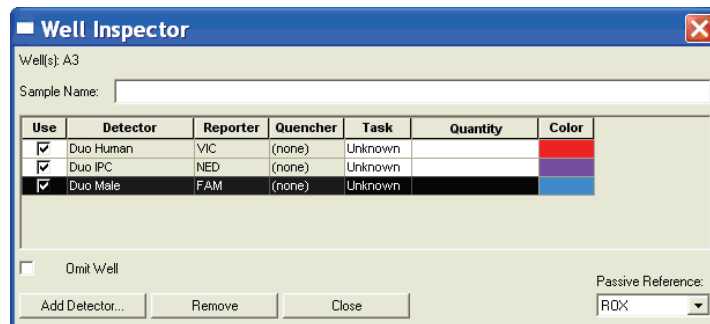 Well Inspector
Well(s): A3
Sample Name:
Use Detector Reporter Quencher Task Quantity Color
Duo Human VIC (none) Unknown
Duo IPC NED (none) Unknown
Duo Male FAM (none) Unknown
Omit Well
Passive Reference:
Add Detector... Remove Close ROX